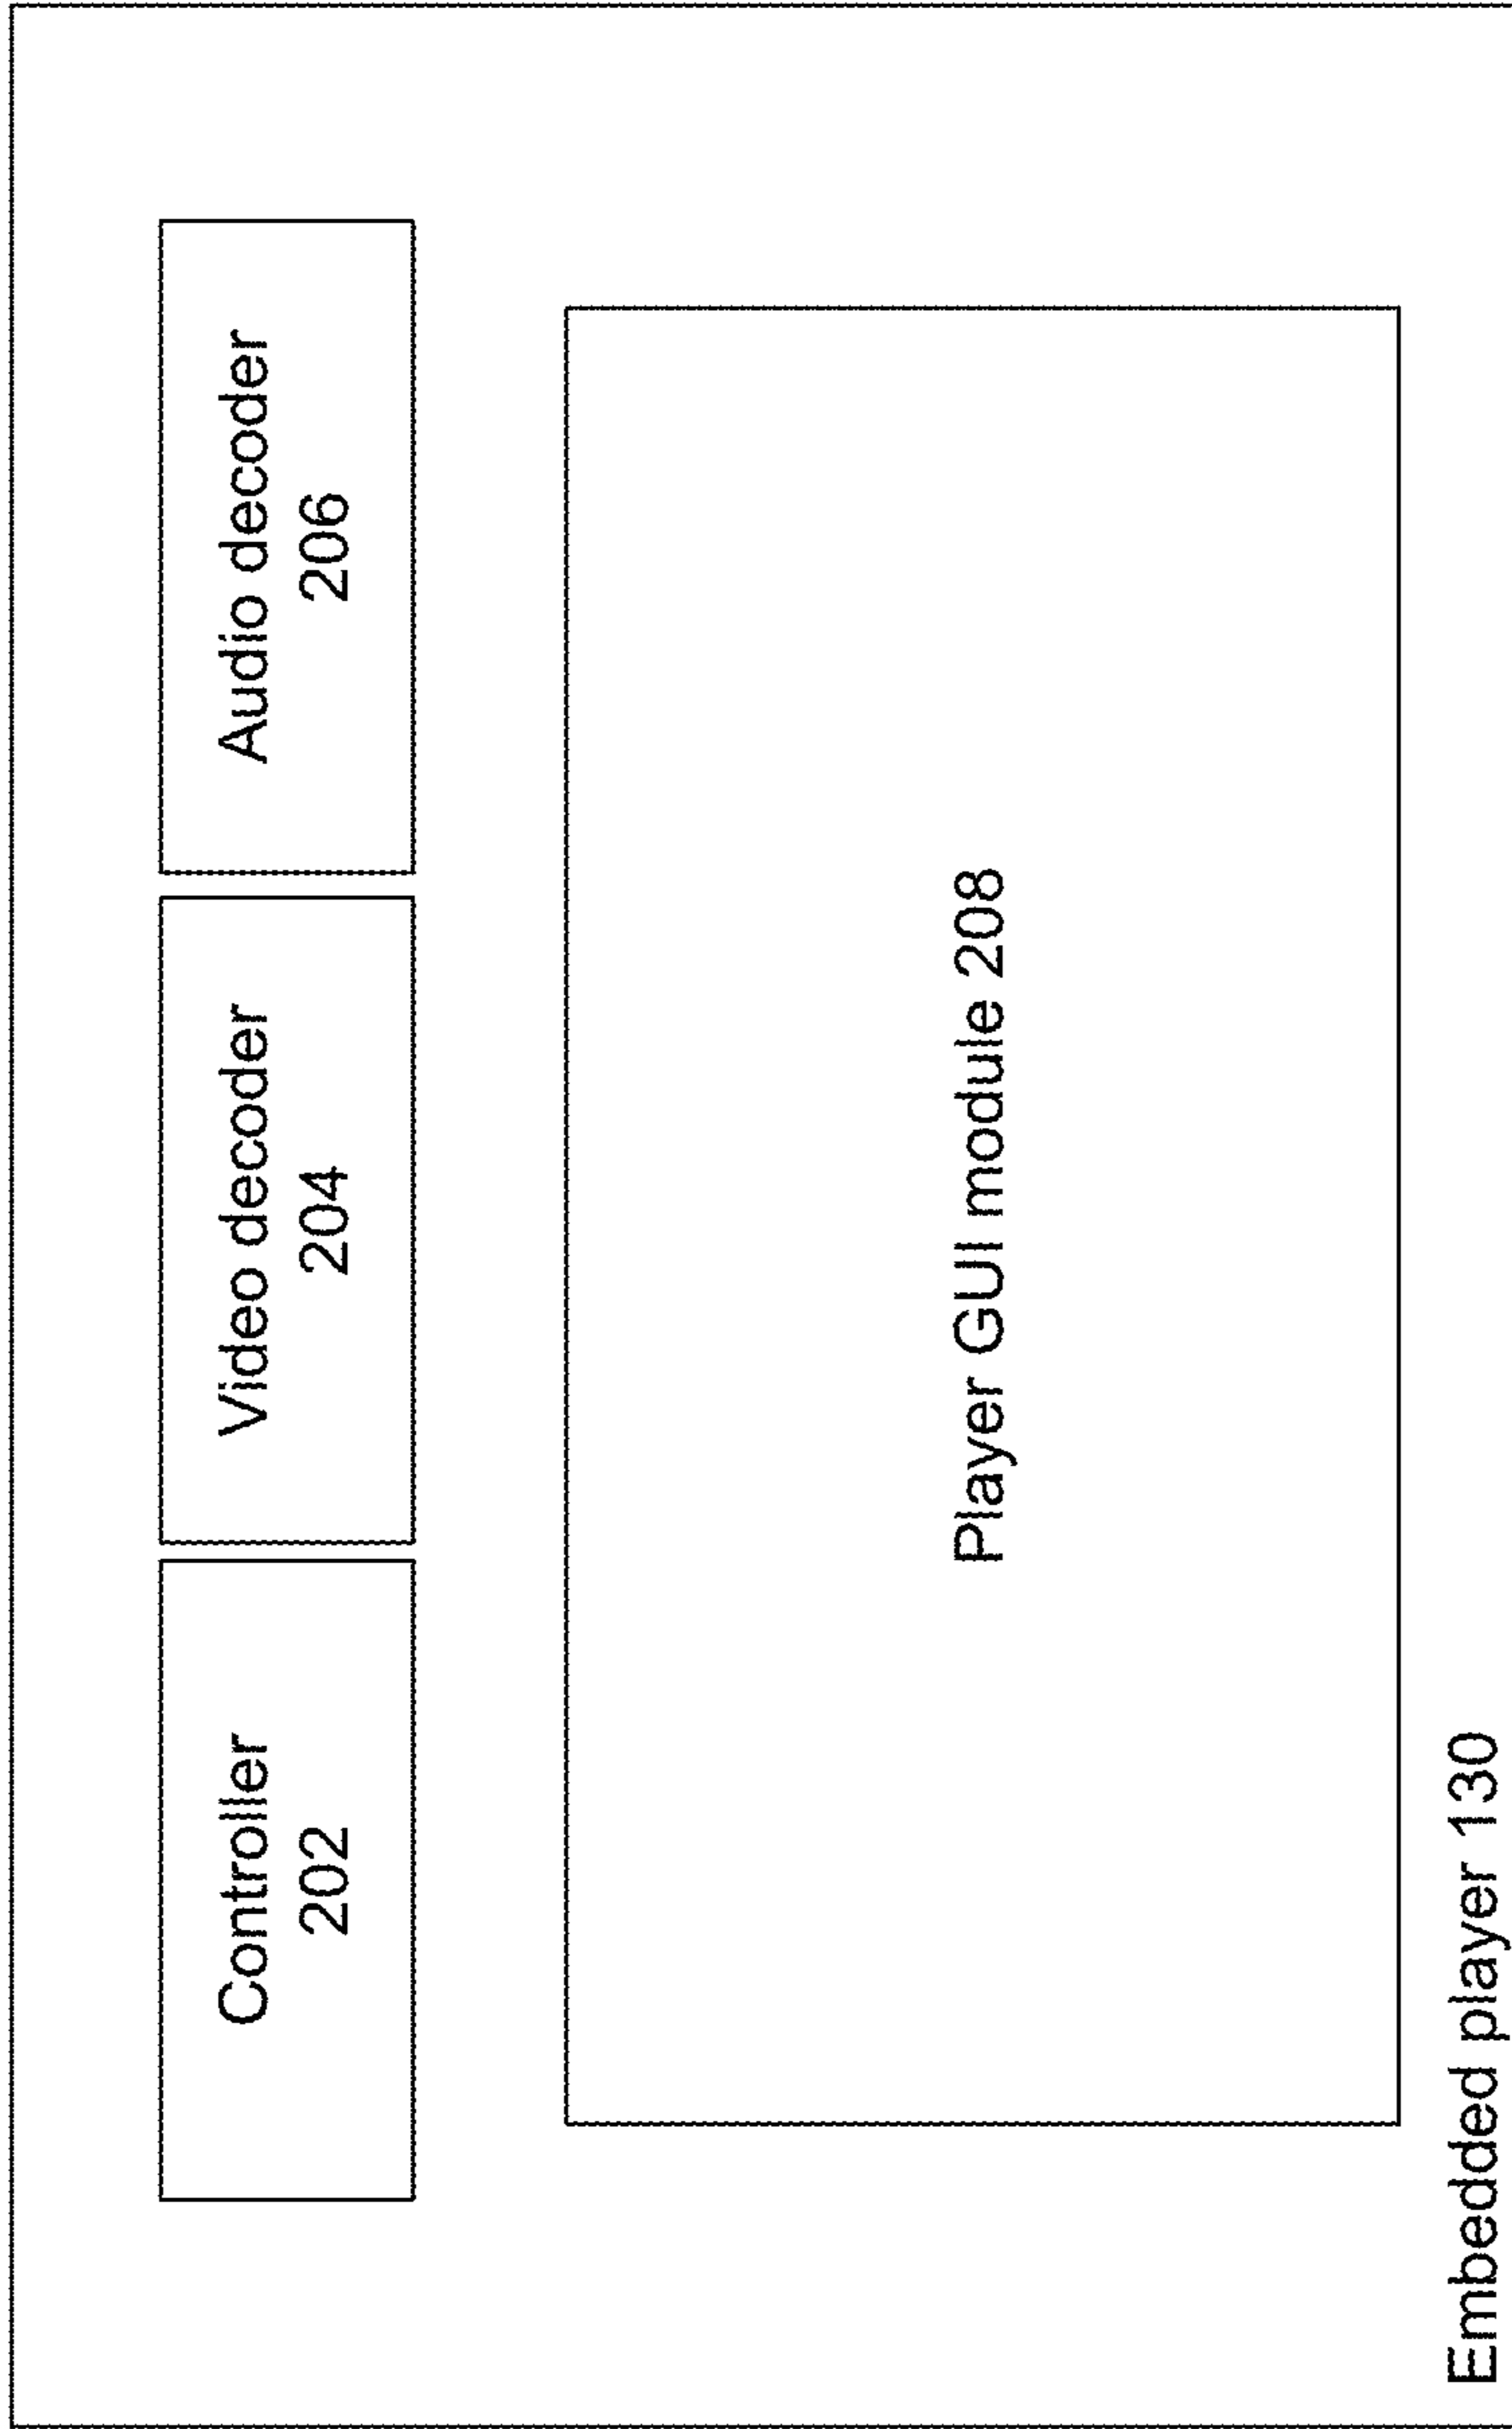 Controller
202
Video decoder
204
Audio decoder
206
Player GUI module 208
Embedded player 130